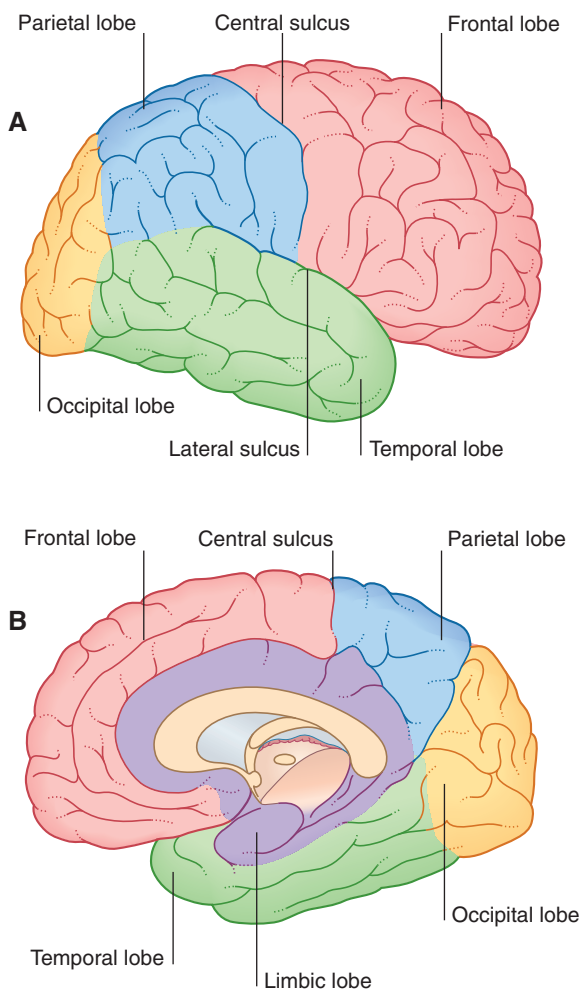 Parietal lobe
Central sulcus
Frontal lobe
A
Occipital lobe
Lateral sulcus
Temporal lobe
Frontal lobe
Central sulcus
Parietal lobe
B
Occipital lobe
Temporal lobe
Limbic lobe